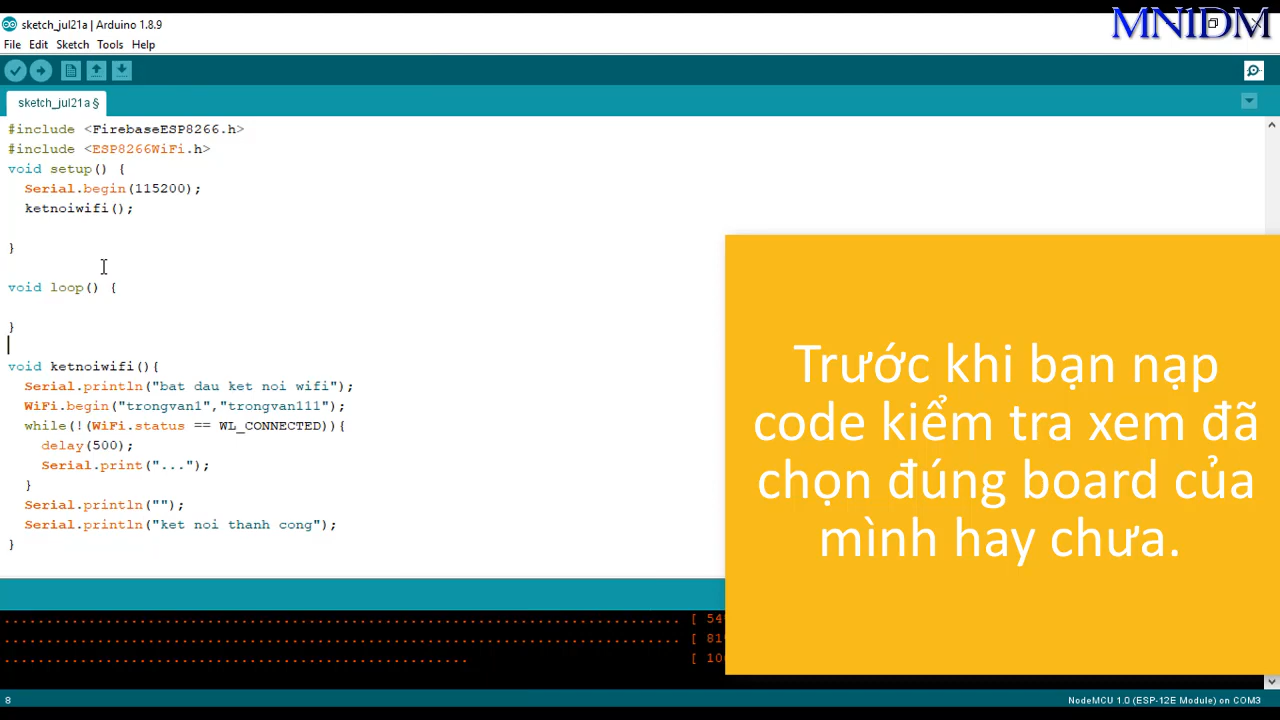 sketch_jul21a | Arduino 1.8.9
MNIDM
File Edit Sketch Tools Help
sketch_jul21a §
#include <FirebaseESP8266.h>
#include <ESP8266WiFi.h>
void setup() {
Serial.begin(115200);
ketnoiwifi();
}
void loop() {
}
void ketnoiwifi(){
Serial.println("bat dau ket noi wifi");
WiFi.begin("trongvan1","trongvan111");
while(!(WiFi.status == WL_CONNECTED)){
delay(500);
Serial.print("...");
}
Serial.println("");
Serial.println("ket noi thanh cong");
}
Trước khi bạn nạp
code kiểm tra xem đã
chọn đúng board của
mình hay chưa.
................................................................................ [ 54
................................................................................ [ 81
....................................................... [ 10
8
NodeMCU 1.0 (ESP-12E Module) on COM3